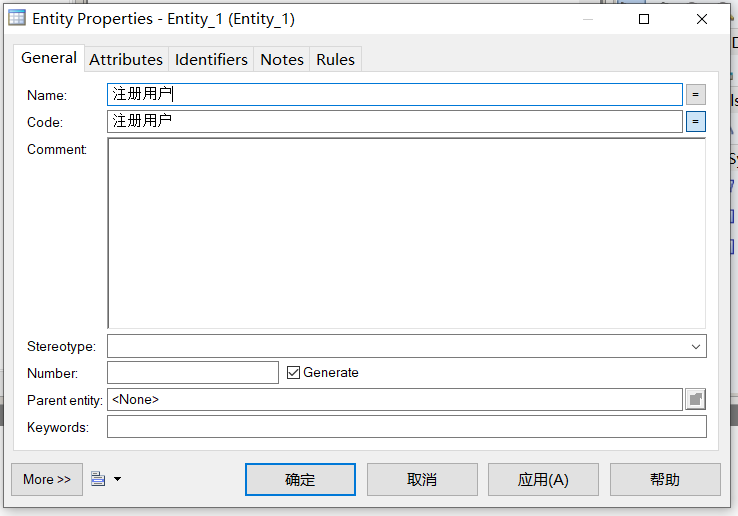 Entity Properties - Entity_1 (Entity_1)
General Attributes Identifiers Notes Rules
Name: 注册用户 =
Code: 注册用户 =
Comment:
Stereotype:
Number: Generate
Parent entity: <None>
Keywords:
More >> 确定 取消 应用(A) 帮助